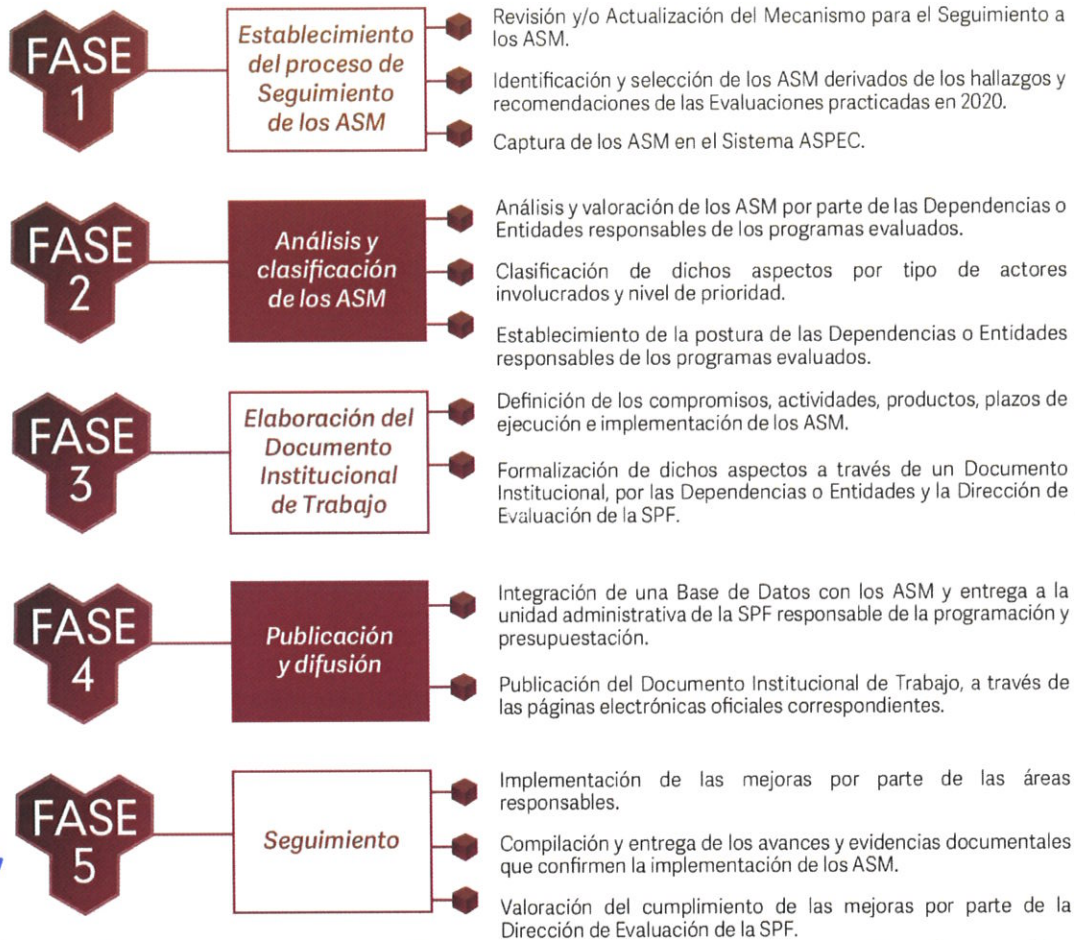 FASE
1
Establecimiento
del proceso de
Seguimiento
de los ASM
Revisión y/o Actualización del Mecanismo para el Seguimiento a
los ASM.
Identificación y selección de los ASM derivados de los hallazgos y
recomendaciones de las Evaluaciones practicadas en 2020.
Captura de los ASM en el Sistema ASPEC.
FASE
2
Análisis y
clasificación
de los ASM
Análisis y valoración de los ASM por parte de las Dependencias o
Entidades responsables de los programas evaluados.
Clasificación de dichos aspectos por tipo de actores
involucrados y nivel de prioridad.
Establecimiento de la postura de las Dependencias o Entidades
responsables de los programas evaluados.
FASE
3
Elaboración del
Documento
Institucional
de Trabajo
Definición de los compromisos, actividades, productos, plazos de
ejecución e implementación de los ASM.
Formalización de dichos aspectos a través de un Documento
Institucional, por las Dependencias o Entidades y la Dirección de
Evaluación de la SPF.
FASE
4
Publicación
y difusión
Integración de una Base de Datos con los ASM y entrega a la
unidad administrativa de la SPF responsable de la programación y
presupuestación.
Publicación del Documento Institucional de Trabajo, a través de
las páginas electrónicas oficiales correspondientes.
FASE
5
Seguimiento
Implementación de las mejoras por parte de las áreas
responsables.
Compilación y entrega de los avances y evidencias documentales
que confirmen la implementación de los ASM.
Valoración del cumplimiento de las mejoras por parte de la
Dirección de Evaluación de la SPF.